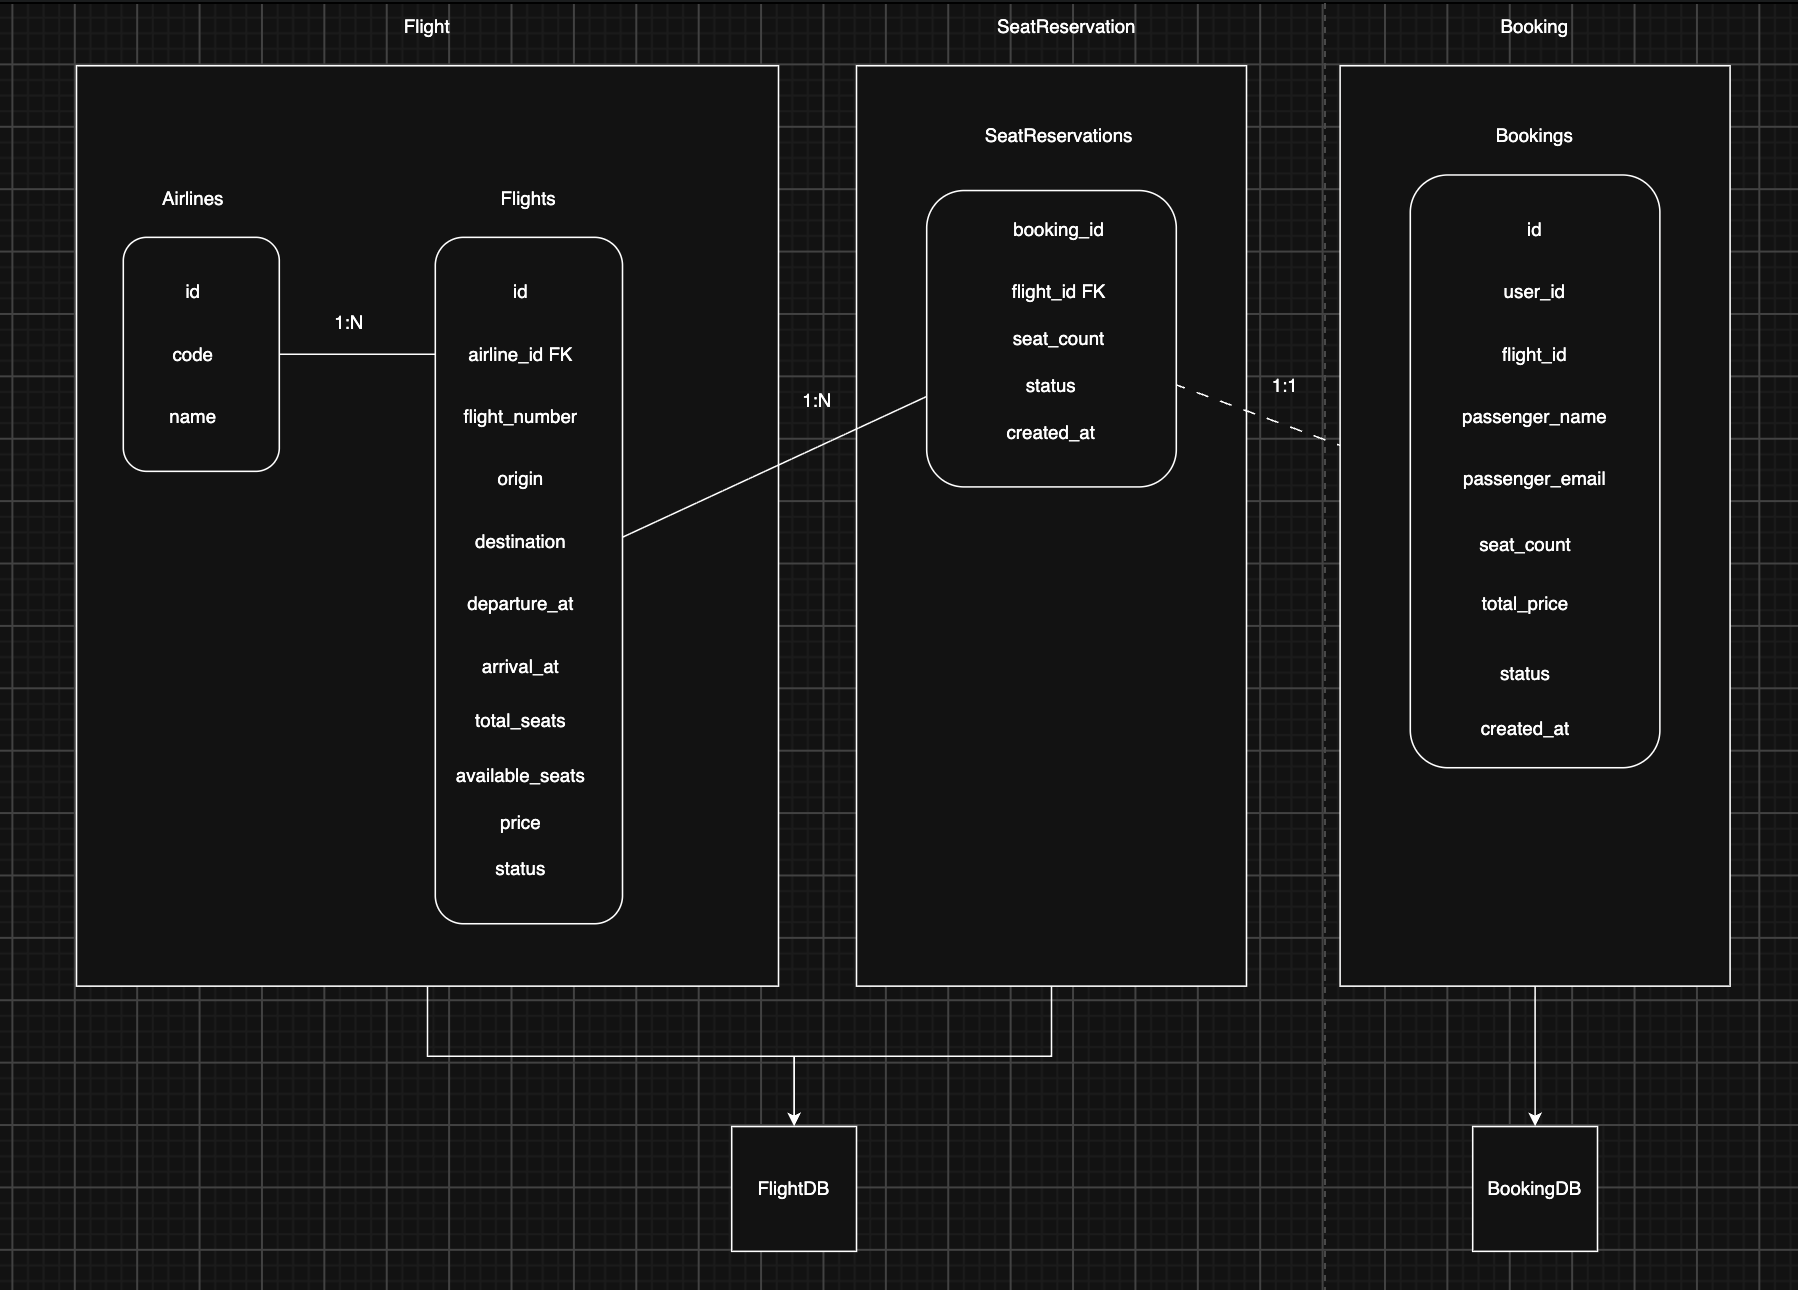 Flight
SeatReservation
Booking
Airlines
id
code
name
1:N
Flights
id
airline_id FK
flight_number
origin
destination
departure_at
arrival_at
total_seats
available_seats
price
status
1:N
SeatReservations
booking_id
flight_id FK
seat_count
status
created_at
1:1
Bookings
id
user_id
flight_id
passenger_name
passenger_email
seat_count
total_price
status
created_at
FlightDB
BookingDB